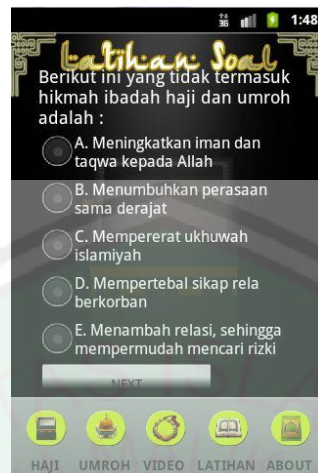 3G 1:48
Latihan Soal
Berikut ini yang tidak termasuk
hikmah ibadah haji dan umroh
adalah :
A. Meningkatkan iman dan
taqwa kepada Allah
B. Menumbuhkan perasaan
sama derajat
C. Mempererat ukhuwah
islamiyah
D. Mempertebal sikap rela
berkorban
E. Menambah relasi, sehingga
mempermudah mencari rizki
NEXT
HAJI UMROH VIDEO LATIHAN ABOUT